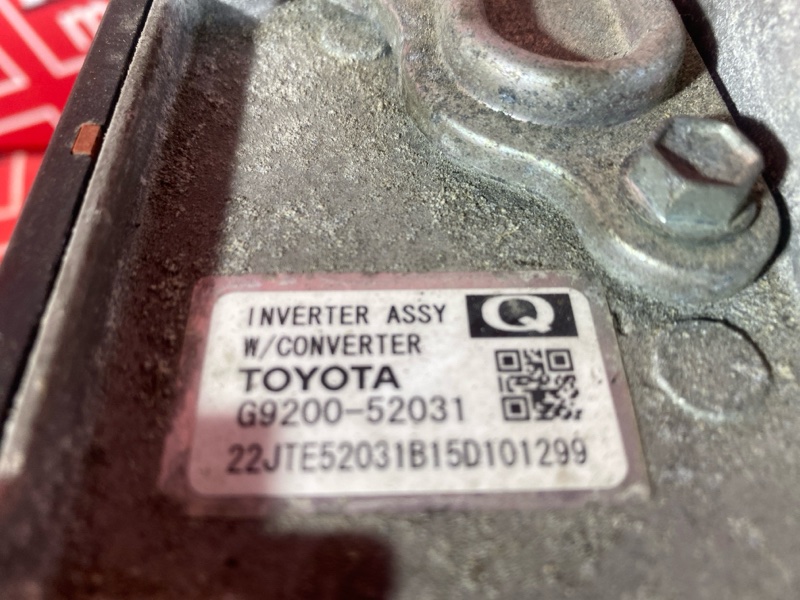 INVERTER ASSY Q
W/CONVERTER
TOYOTA
G9200-52031
22JTE52031B15D101299